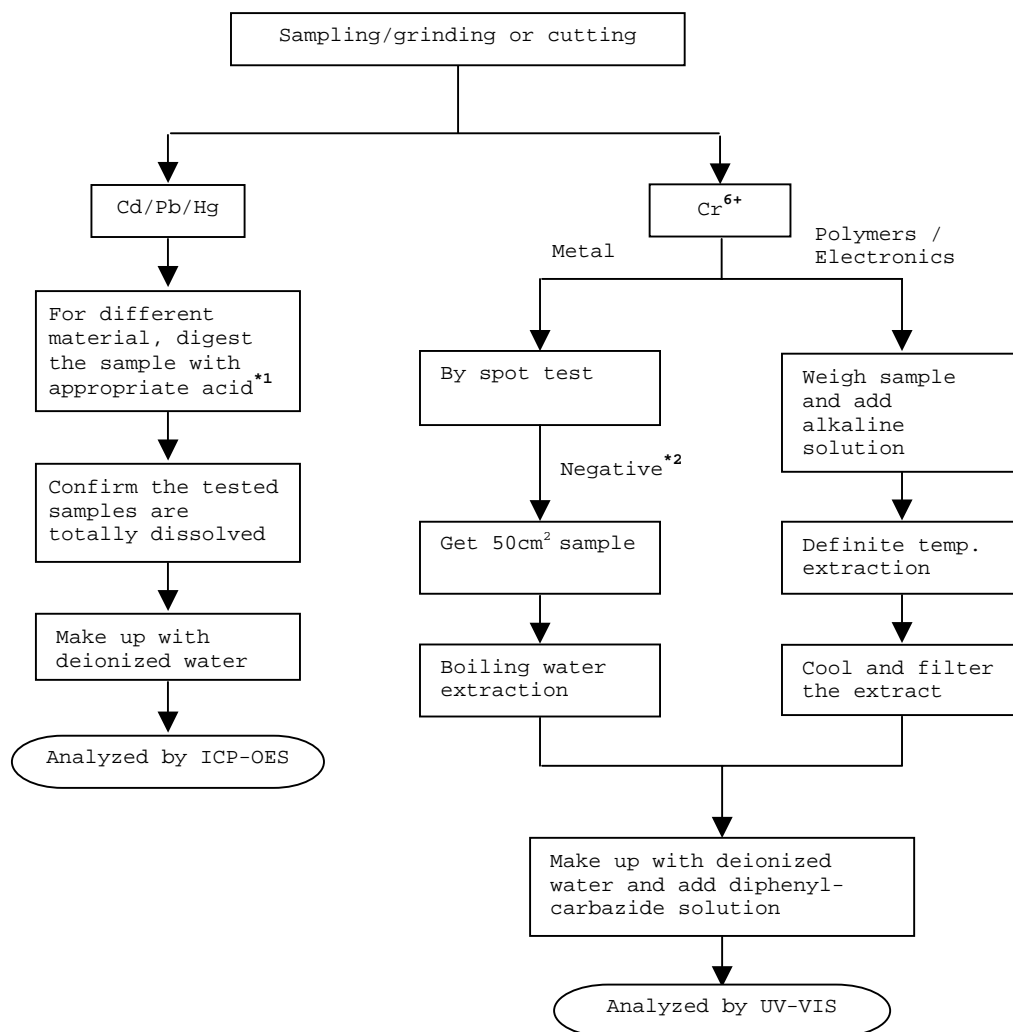 Sampling/grinding or cutting
Cd/Pb/Hg
Cr6+
Metal
Polymers /
Electronics
For different
material, digest
the sample with
appropriate acid*1
By spot test
Weigh sample
and add
alkaline
solution
Negative*2
Confirm the tested
samples are
totally dissolved
Get 50cm2 sample
Definite temp.
extraction
Make up with
deionized water
Boiling water
extraction
Cool and filter
the extract
Analyzed by ICP-OES
Make up with deionized
water and add diphenyl-
carbazide solution
Analyzed by UV-VIS